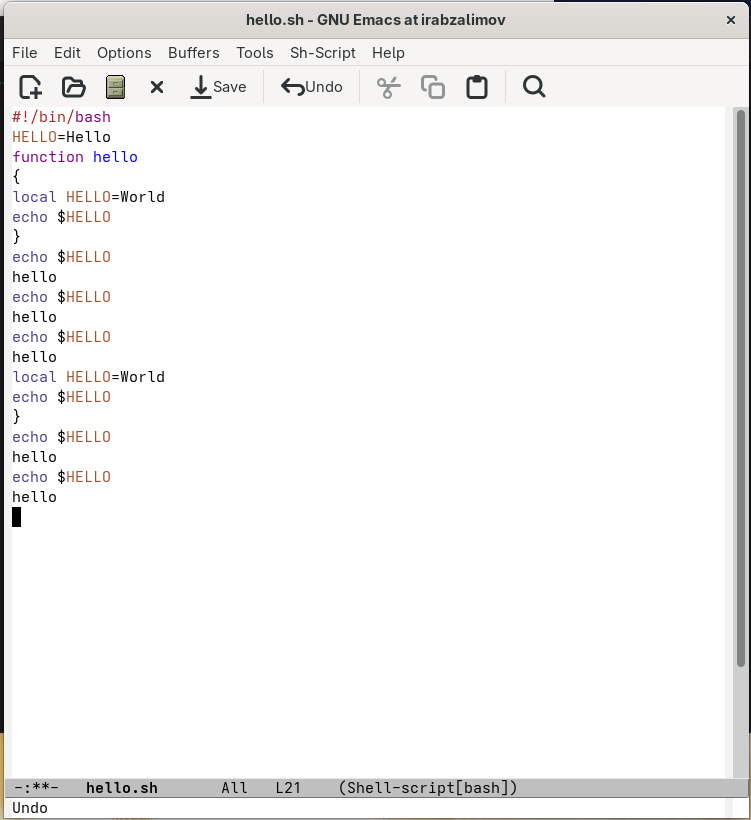 hello.sh - GNU Emacs at irabzalimov
File Edit Options Buffers Tools Sh-Script Help
Save Undo
#!/bin/bash
HELLO=Hello
function hello
{
local HELLO=World
echo $HELLO
}
echo $HELLO
hello
echo $HELLO
hello
echo $HELLO
hello
local HELLO=World
echo $HELLO
}
echo $HELLO
hello
echo $HELLO
hello
-:**- hello.sh All L21 (Shell-script[bash])
Undo